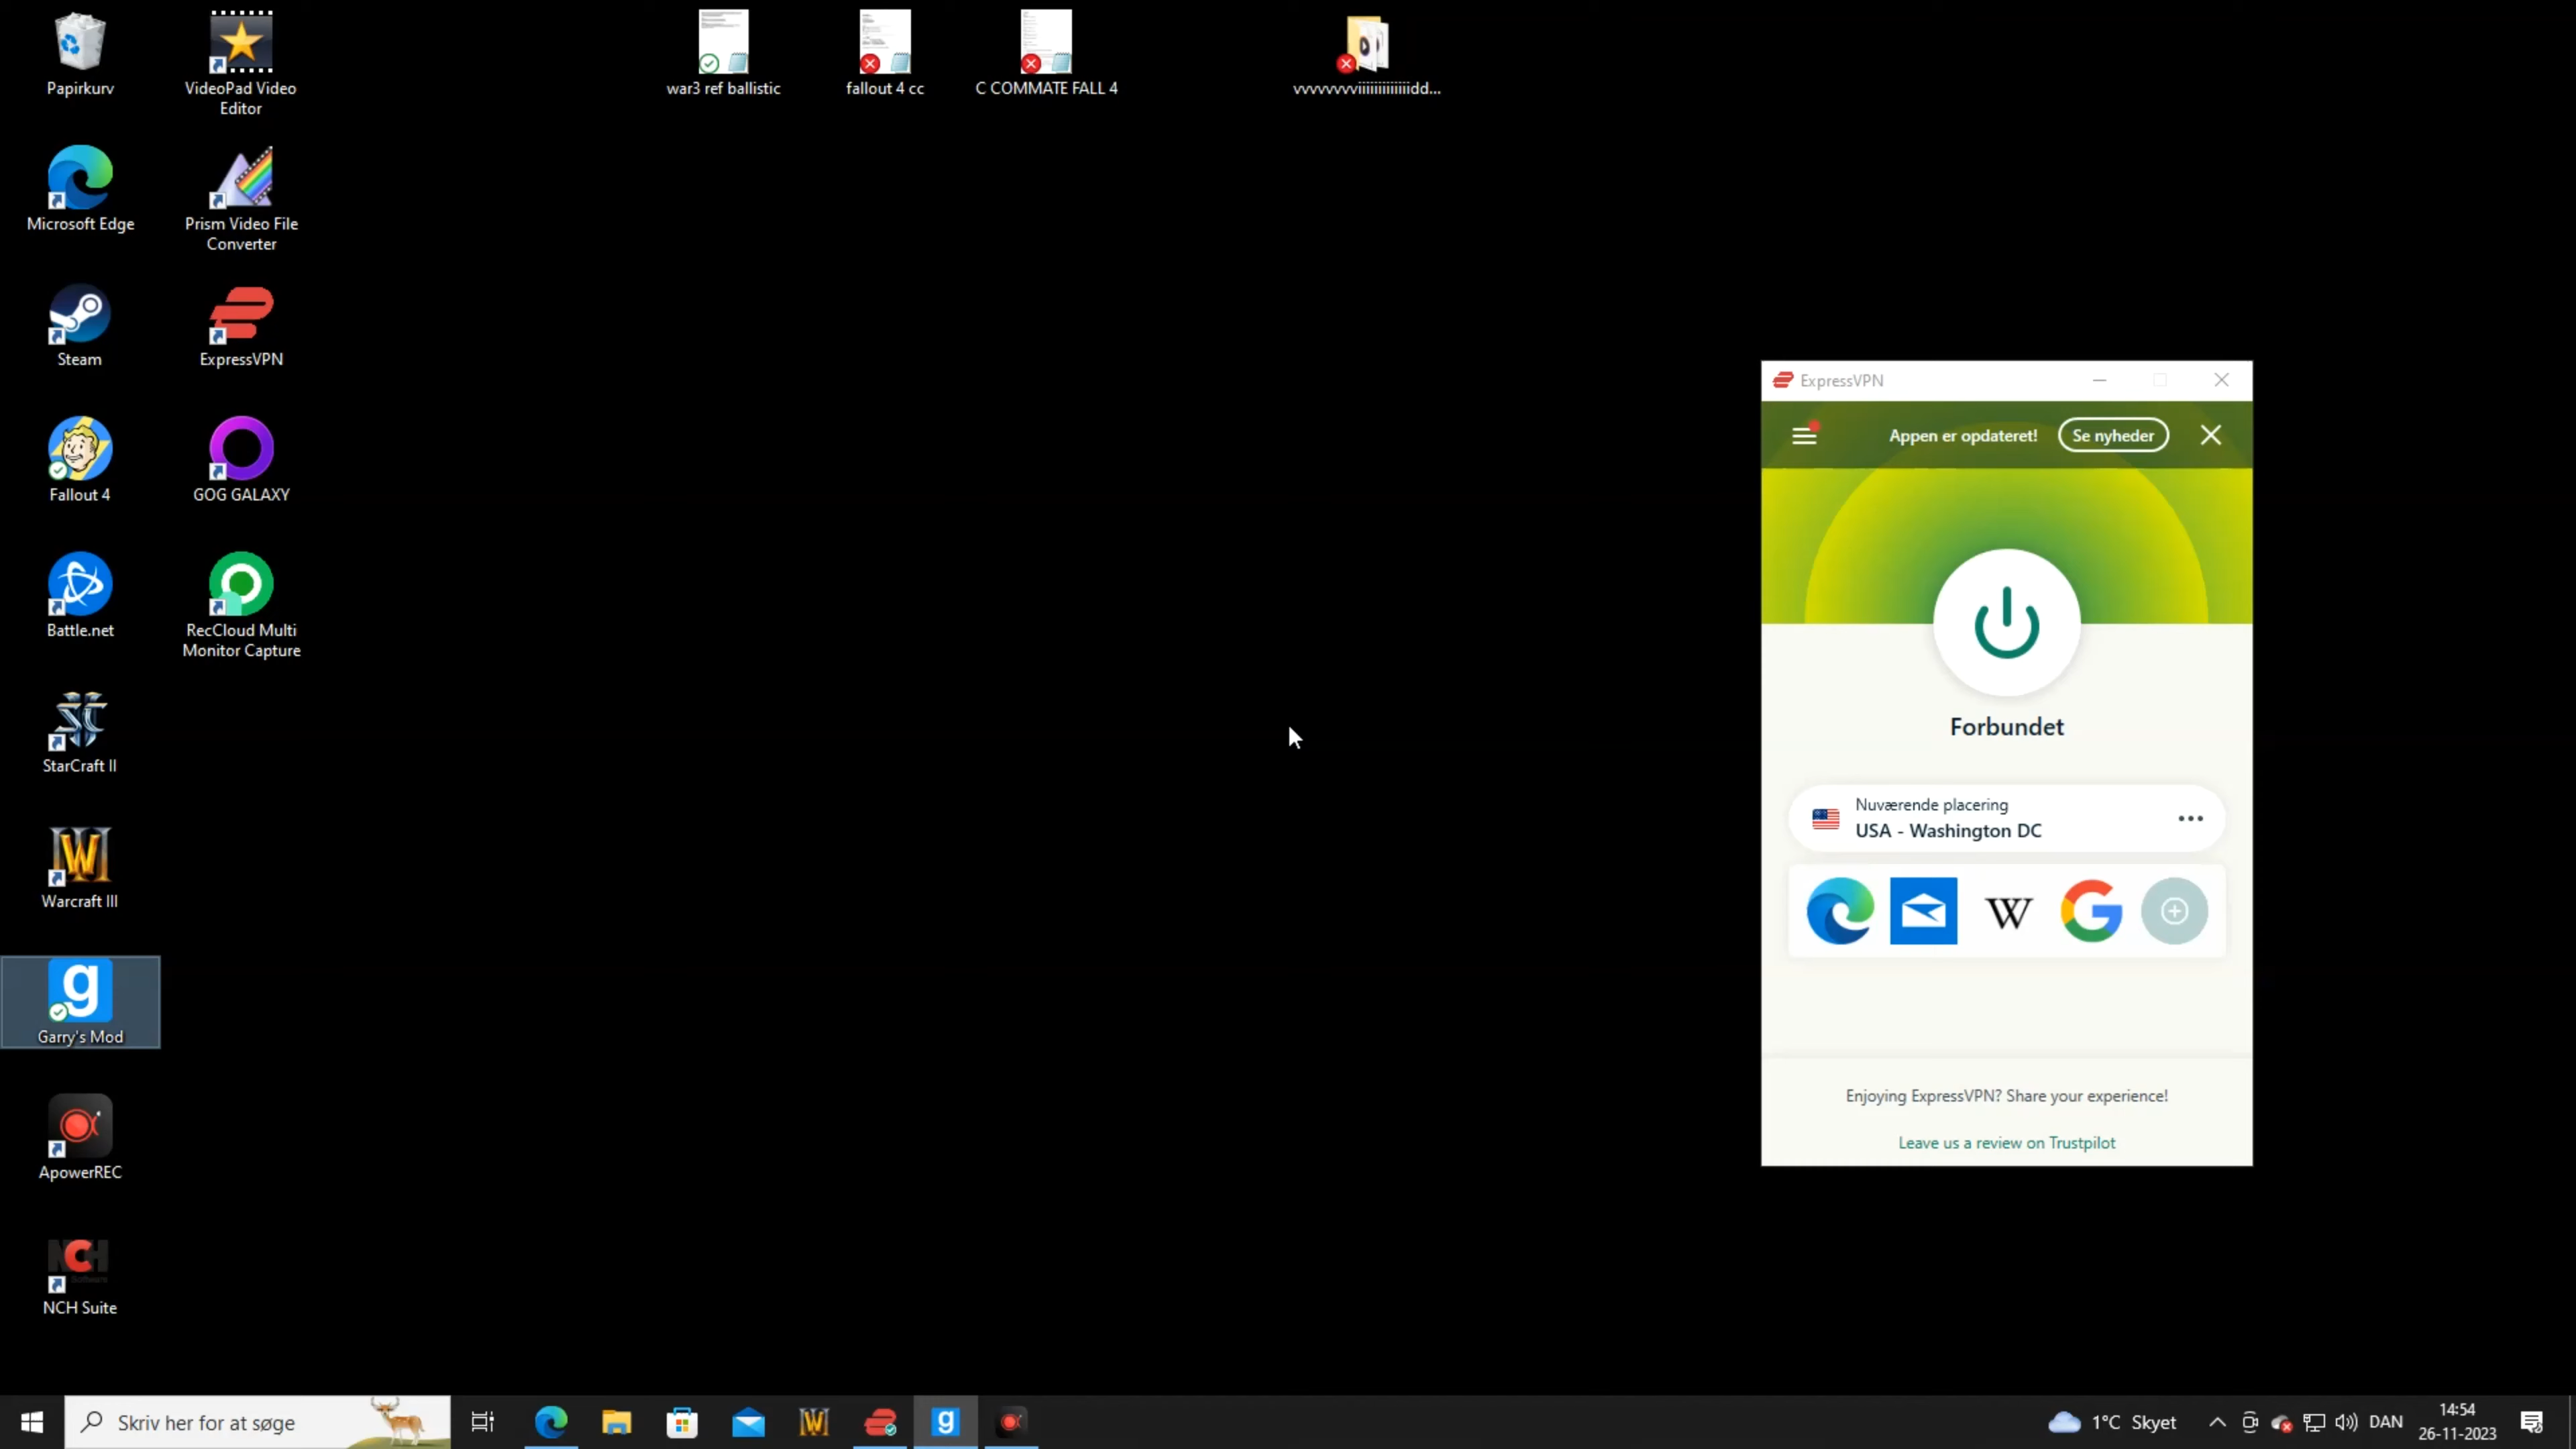 Papirkurv
VideoPad Video
Editor
war3 ref ballistic
fallout 4 cc
C COMMATE FALL 4
vvvvvvvviiiiiiiiiiiiidd...
Microsoft Edge
Prism Video File
Converter
Steam
ExpressVPN
Fallout 4
GOG GALAXY
Battle.net
RecCloud Multi
Monitor Capture
StarCraft II
Warcraft III
Garry's Mod
ApowerREC
NCH
Software
NCH Suite
ExpressVPN
Appen er opdateret!
Se nyheder
Forbundet
Nuværende placering
USA - Washington DC
Enjoying ExpressVPN? Share your experience!
Leave us a review on Trustpilot
Skriv her for at søge
1°C Skyet
DAN
14:54
26-11-2023